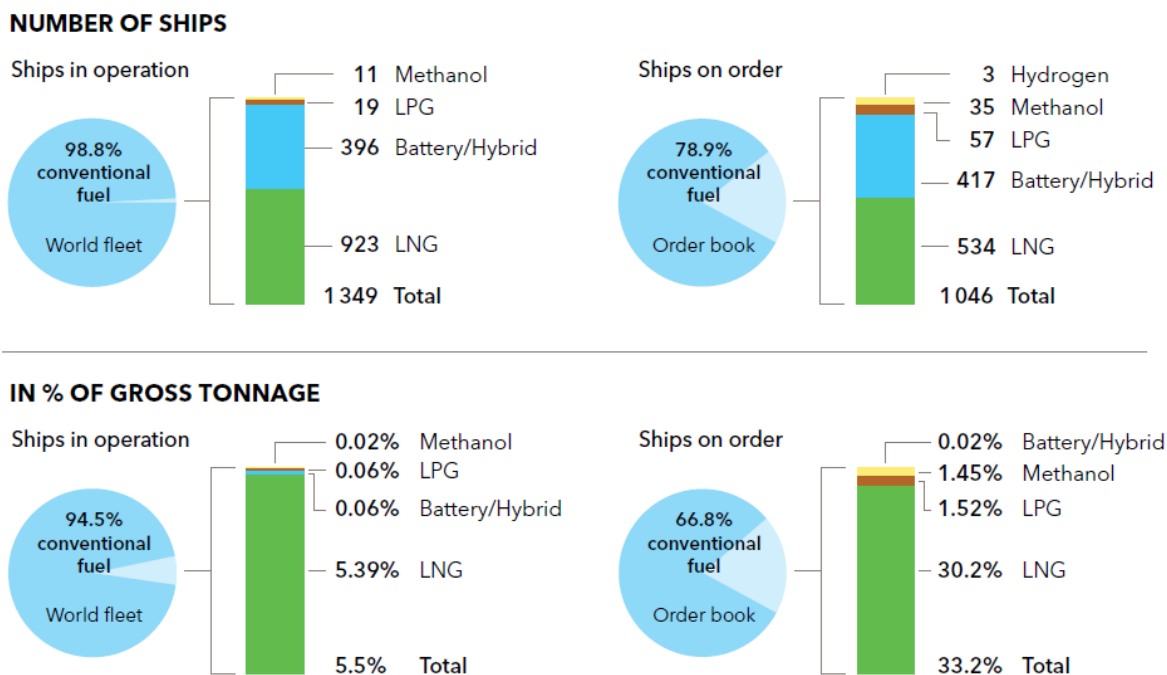 NUMBER OF SHIPS
Ships in operation
98.8%
conventional
fuel
World fleet
11 Methanol
19 LPG
396 Battery/Hybrid
923 LNG
1 349 Total
Ships on order
78.9%
conventional
fuel
Order book
3 Hydrogen
35 Methanol
57 LPG
417 Battery/Hybrid
534 LNG
1 046 Total
IN % OF GROSS TONNAGE
Ships in operation
94.5%
conventional
fuel
World fleet
0.02% Methanol
0.06% LPG
0.06% Battery/Hybrid
5.39% LNG
5.5% Total
Ships on order
66.8%
conventional
fuel
Order book
0.02% Battery/Hybrid
1.45% Methanol
1.52% LPG
30.2% LNG
33.2% Total